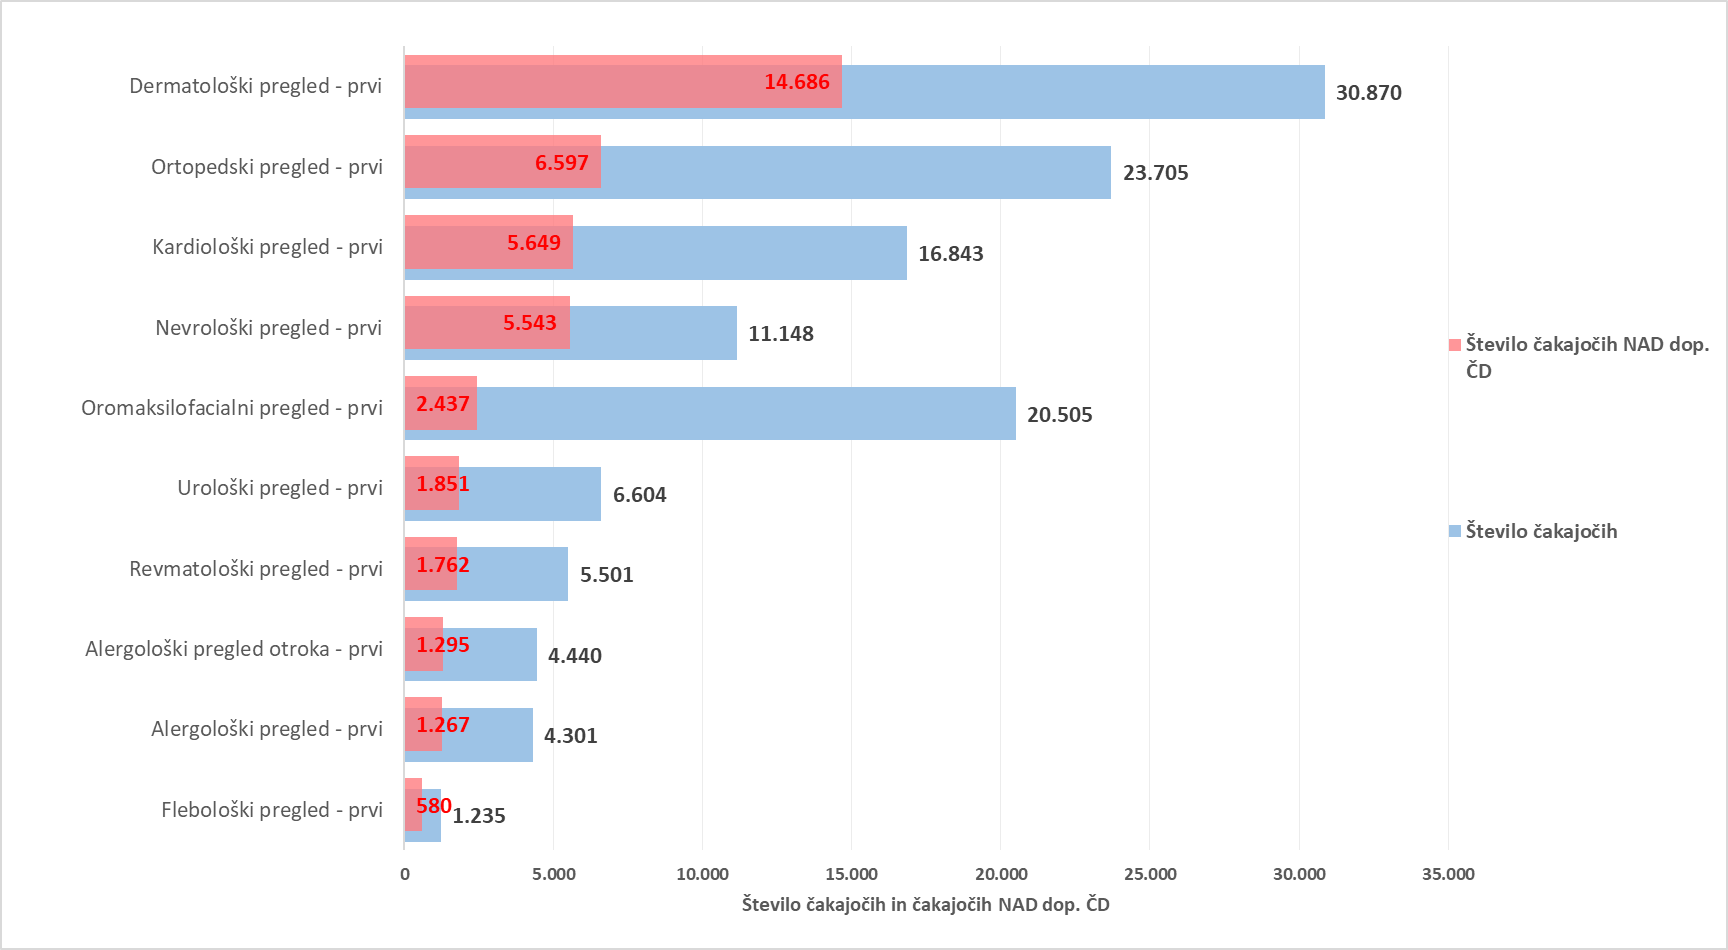 Dermatološki pregled - prvi
14.686
30.870
Ortopedski pregled - prvi
6.597
23.705
Kardiološki pregled - prvi
5.649
16.843
Nevrološki pregled - prvi
5.543
11.148
Oromaksilofacialni pregled - prvi
2.437
20.505
Urološki pregled - prvi
1.851
6.604
Revmatološki pregled - prvi
1.762
5.501
Alergološki pregled otroka - prvi
1.295
4.440
Alergološki pregled - prvi
1.267
4.301
Flebološki pregled - prvi
580
1.235
0 5.000 10.000 15.000 20.000 25.000 30.000 35.000
Število čakajočih in čakajočih NAD dop. ČD
Število čakajočih NAD dop.
ČD
Število čakajočih